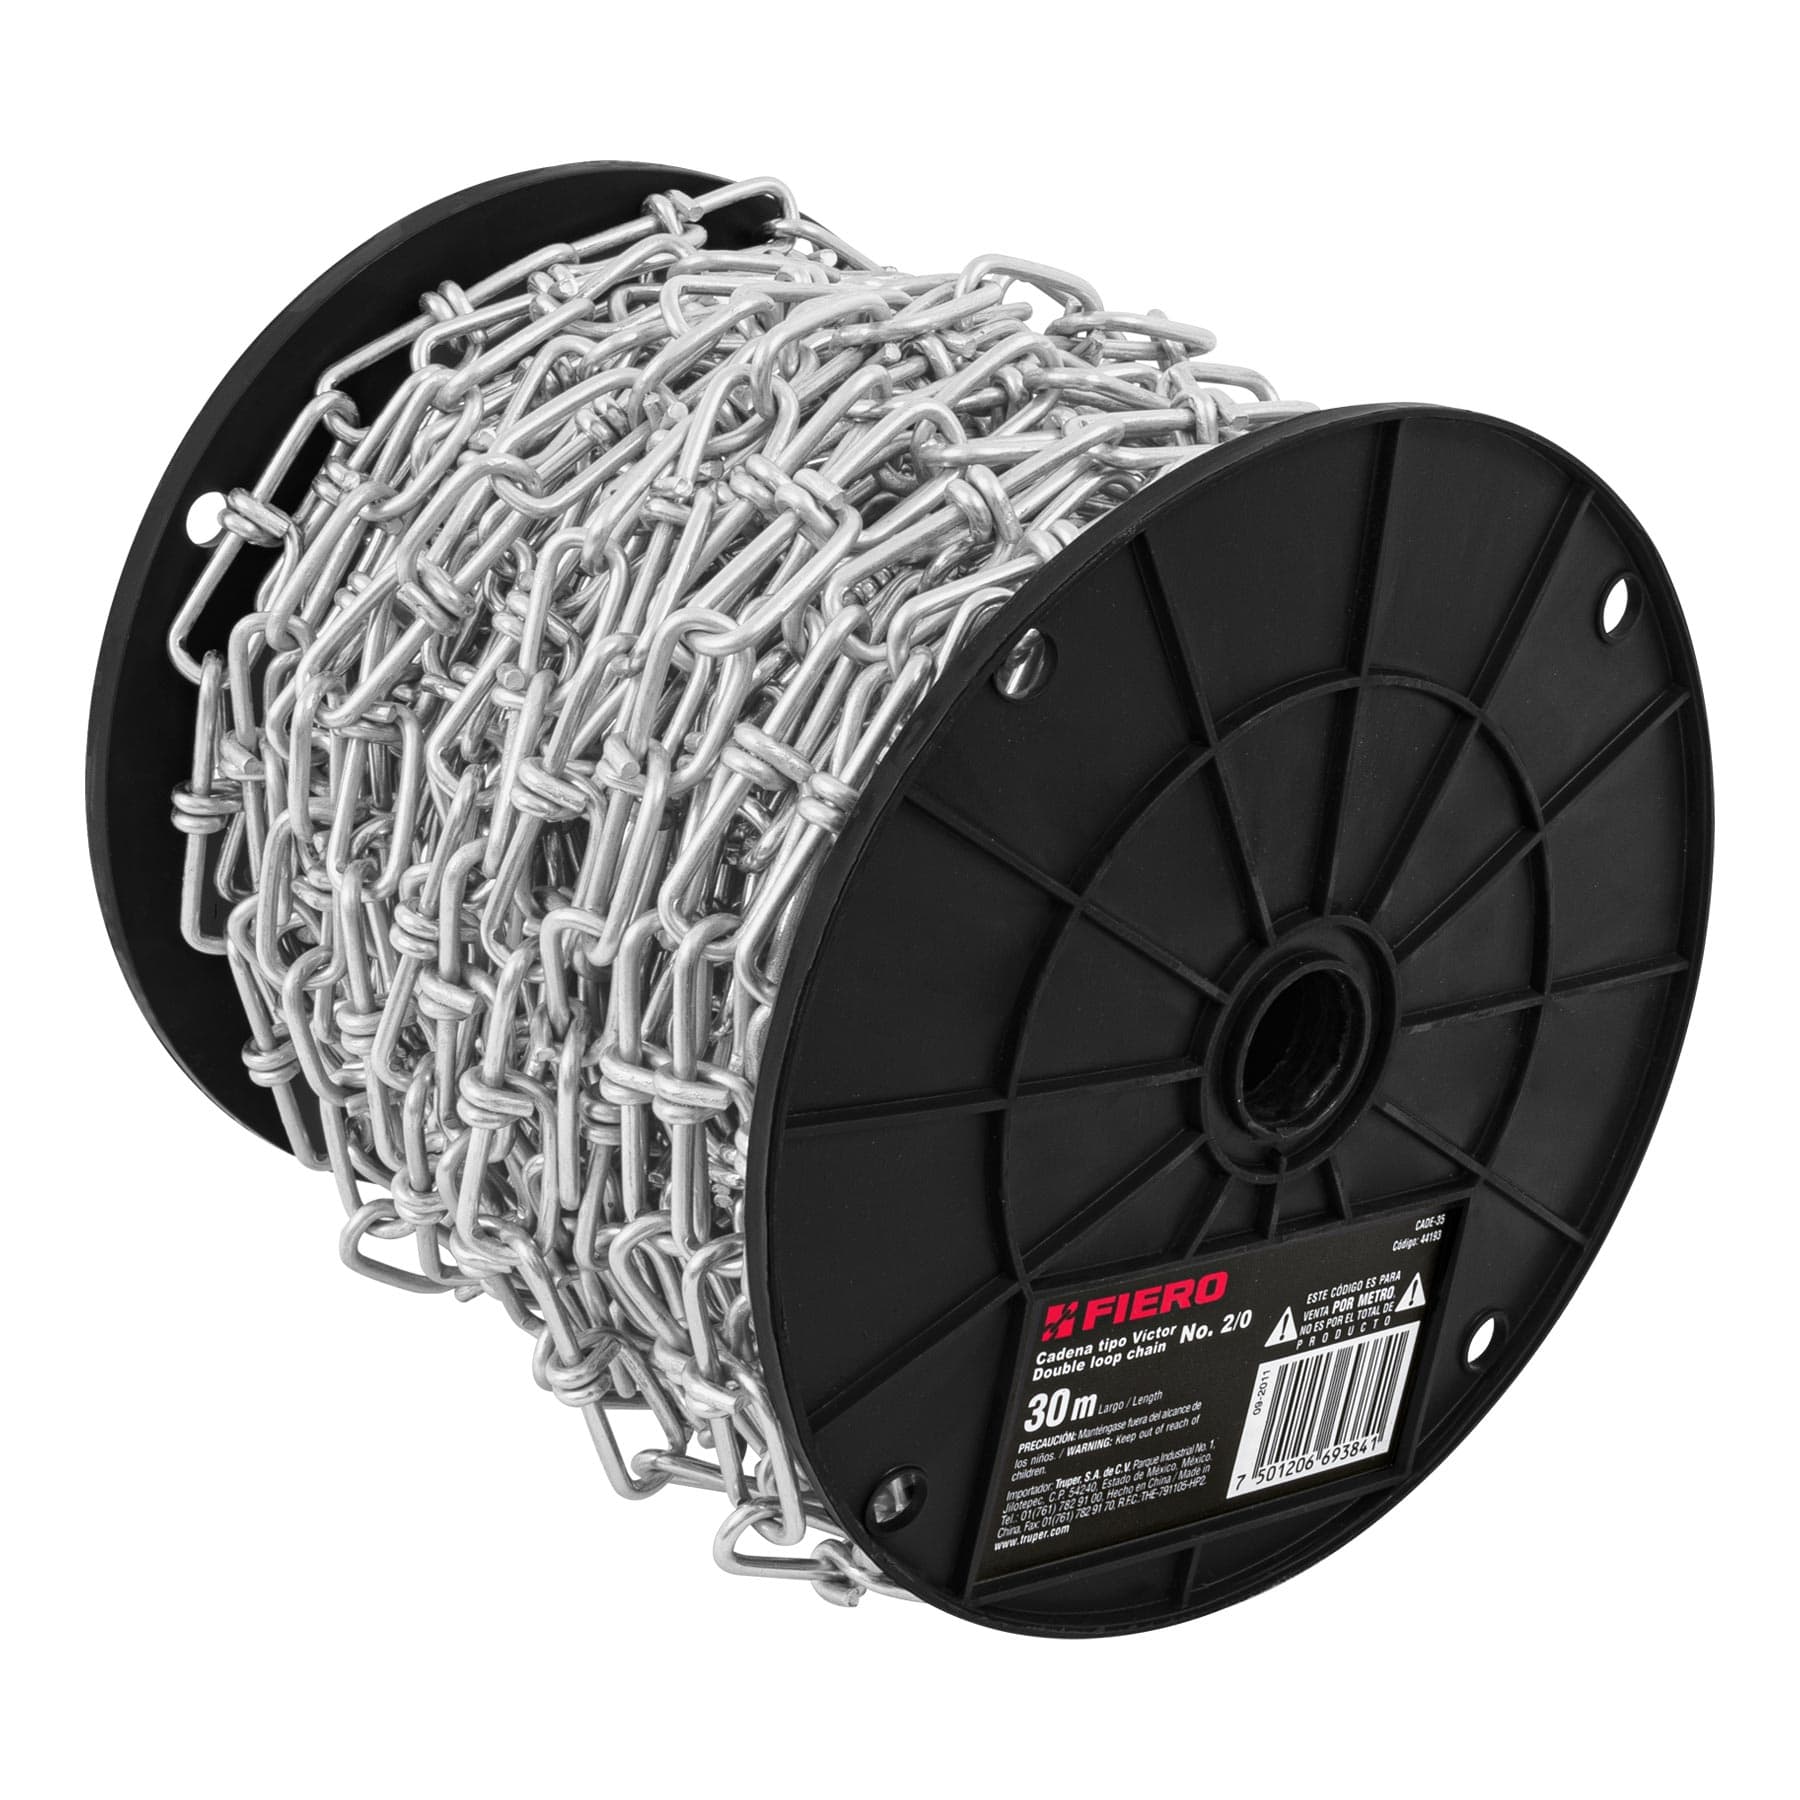 CADE-35
Código: 44193
FIERO
Cadena tipo Victor
Double loop chain
No. 2/0
30 m Largo / Length
PRECAUCIÓN: Manténgase fuera del alcance de
los niños. / WARNING: Keep out of reach of
children.
Importador: Truper, S.A. de C.V. Parque Industrial No. 1,
Jilotepec, C.P. 54240, Estado de México, México.
Tel.: 01(761) 782 91 00, Hecho en China / Made in
China, Fax: 01(761) 782 91 70, R.F.C.: THE-791105-HP2
www.truper.com
ESTE CÓDIGO ES PARA
VENTA POR METRO,
NO ES POR EL TOTAL DE
PRODUCTO
09-2011
7 501206 693841